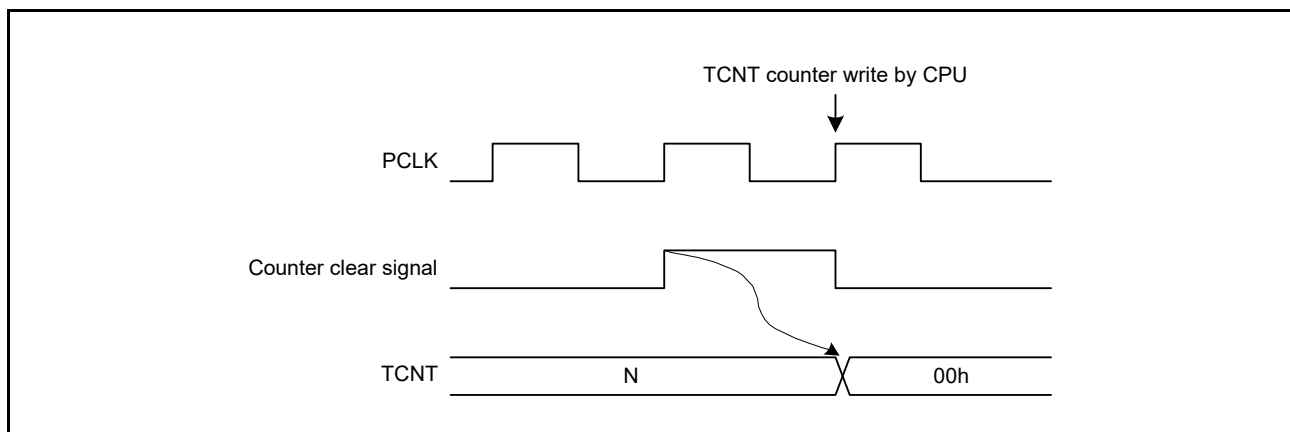 TCNT counter write by CPU
PCLK
Counter clear signal
TCNT
N
00h